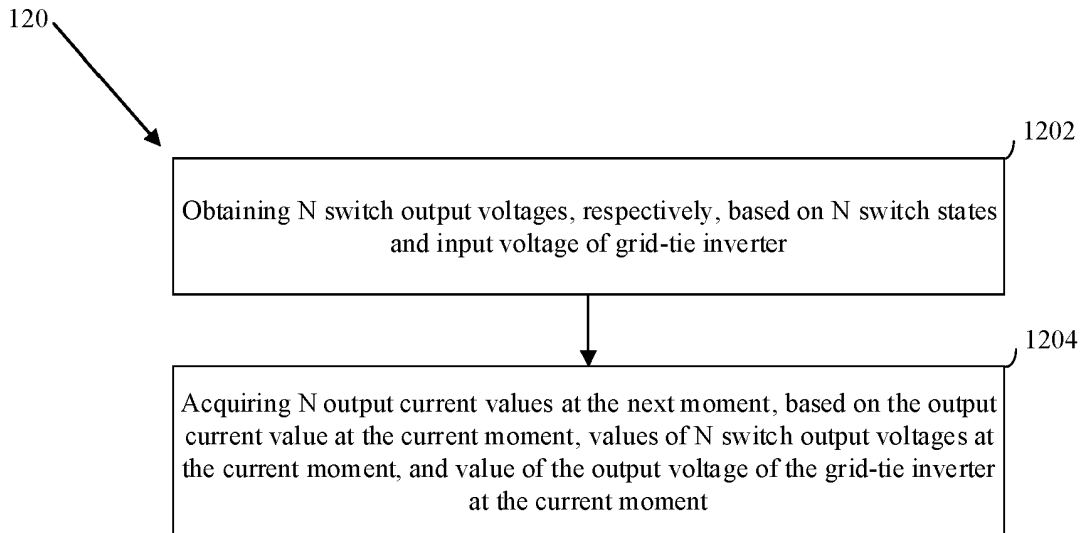 120
1202
Obtaining N switch output voltages, respectively, based on N switch states
and input voltage of grid-tie inverter
1204
Acquiring N output current values at the next moment, based on the output
current value at the current moment, values of N switch output voltages at
the current moment, and value of the output voltage of the grid-tie inverter
at the current moment